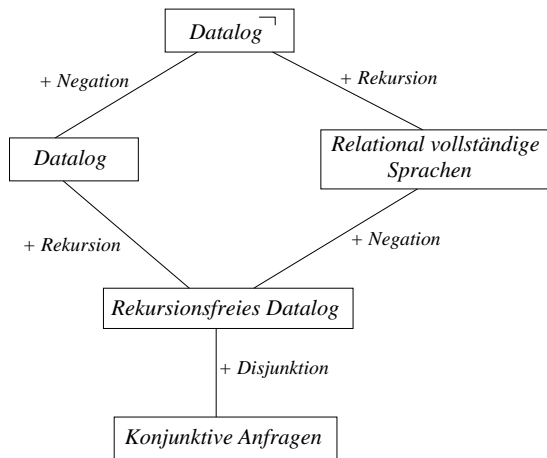 Datalog ¬
+ Negation
+ Rekursion
Datalog
Relational vollständige
Sprachen
+ Rekursion
+ Negation
Rekursionsfreies Datalog
+ Disjunktion
Konjunktive Anfragen